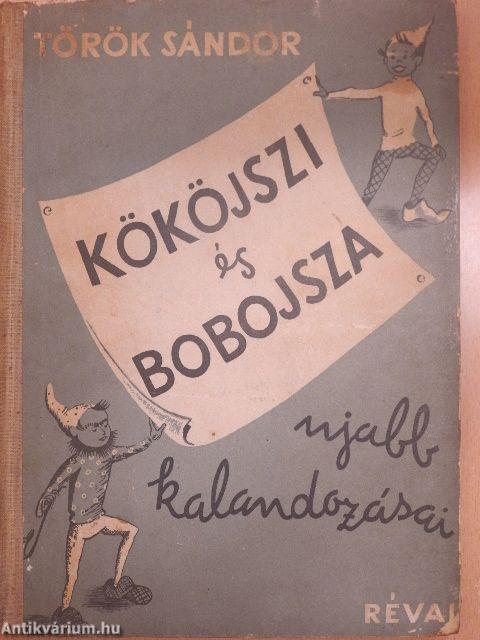 TÖRÖK SÁNDOR
KÖKÖJSZI
és
BOBOJSZA
ujabb
kalandozásai
RÉVAI
Antikvárium.hu